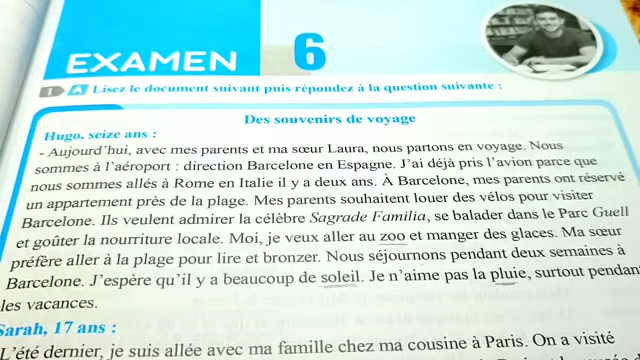 EXAMEN 6
1 A Lisez le document suivant puis répondez à la question suivante :
Des souvenirs de voyage
Hugo, seize ans :
- Aujourd'hui, avec mes parents et ma sœur Laura, nous partons en voyage. Nous
sommes à l'aéroport : direction Barcelone en Espagne. J'ai déjà pris l'avion parce que
nous sommes allés à Rome en Italie il y a deux ans. À Barcelone, mes parents ont réservé
un appartement près de la plage. Mes parents souhaitent louer des vélos pour visiter
Barcelone. Ils veulent admirer la célèbre Sagrade Familia, se balader dans le Parc Guell
et goûter la nourriture locale. Moi, je veux aller au zoo et manger des glaces. Ma sœur
préfère aller à la plage pour lire et bronzer. Nous séjournons pendant deux semaines à
Barcelone. J'espère qu'il y a beaucoup de soleil. Je n'aime pas la pluie, surtout pendant
les vacances.
Sarah, 17 ans :
L'été dernier, je suis allée avec ma famille chez ma cousine à Paris. On a visité